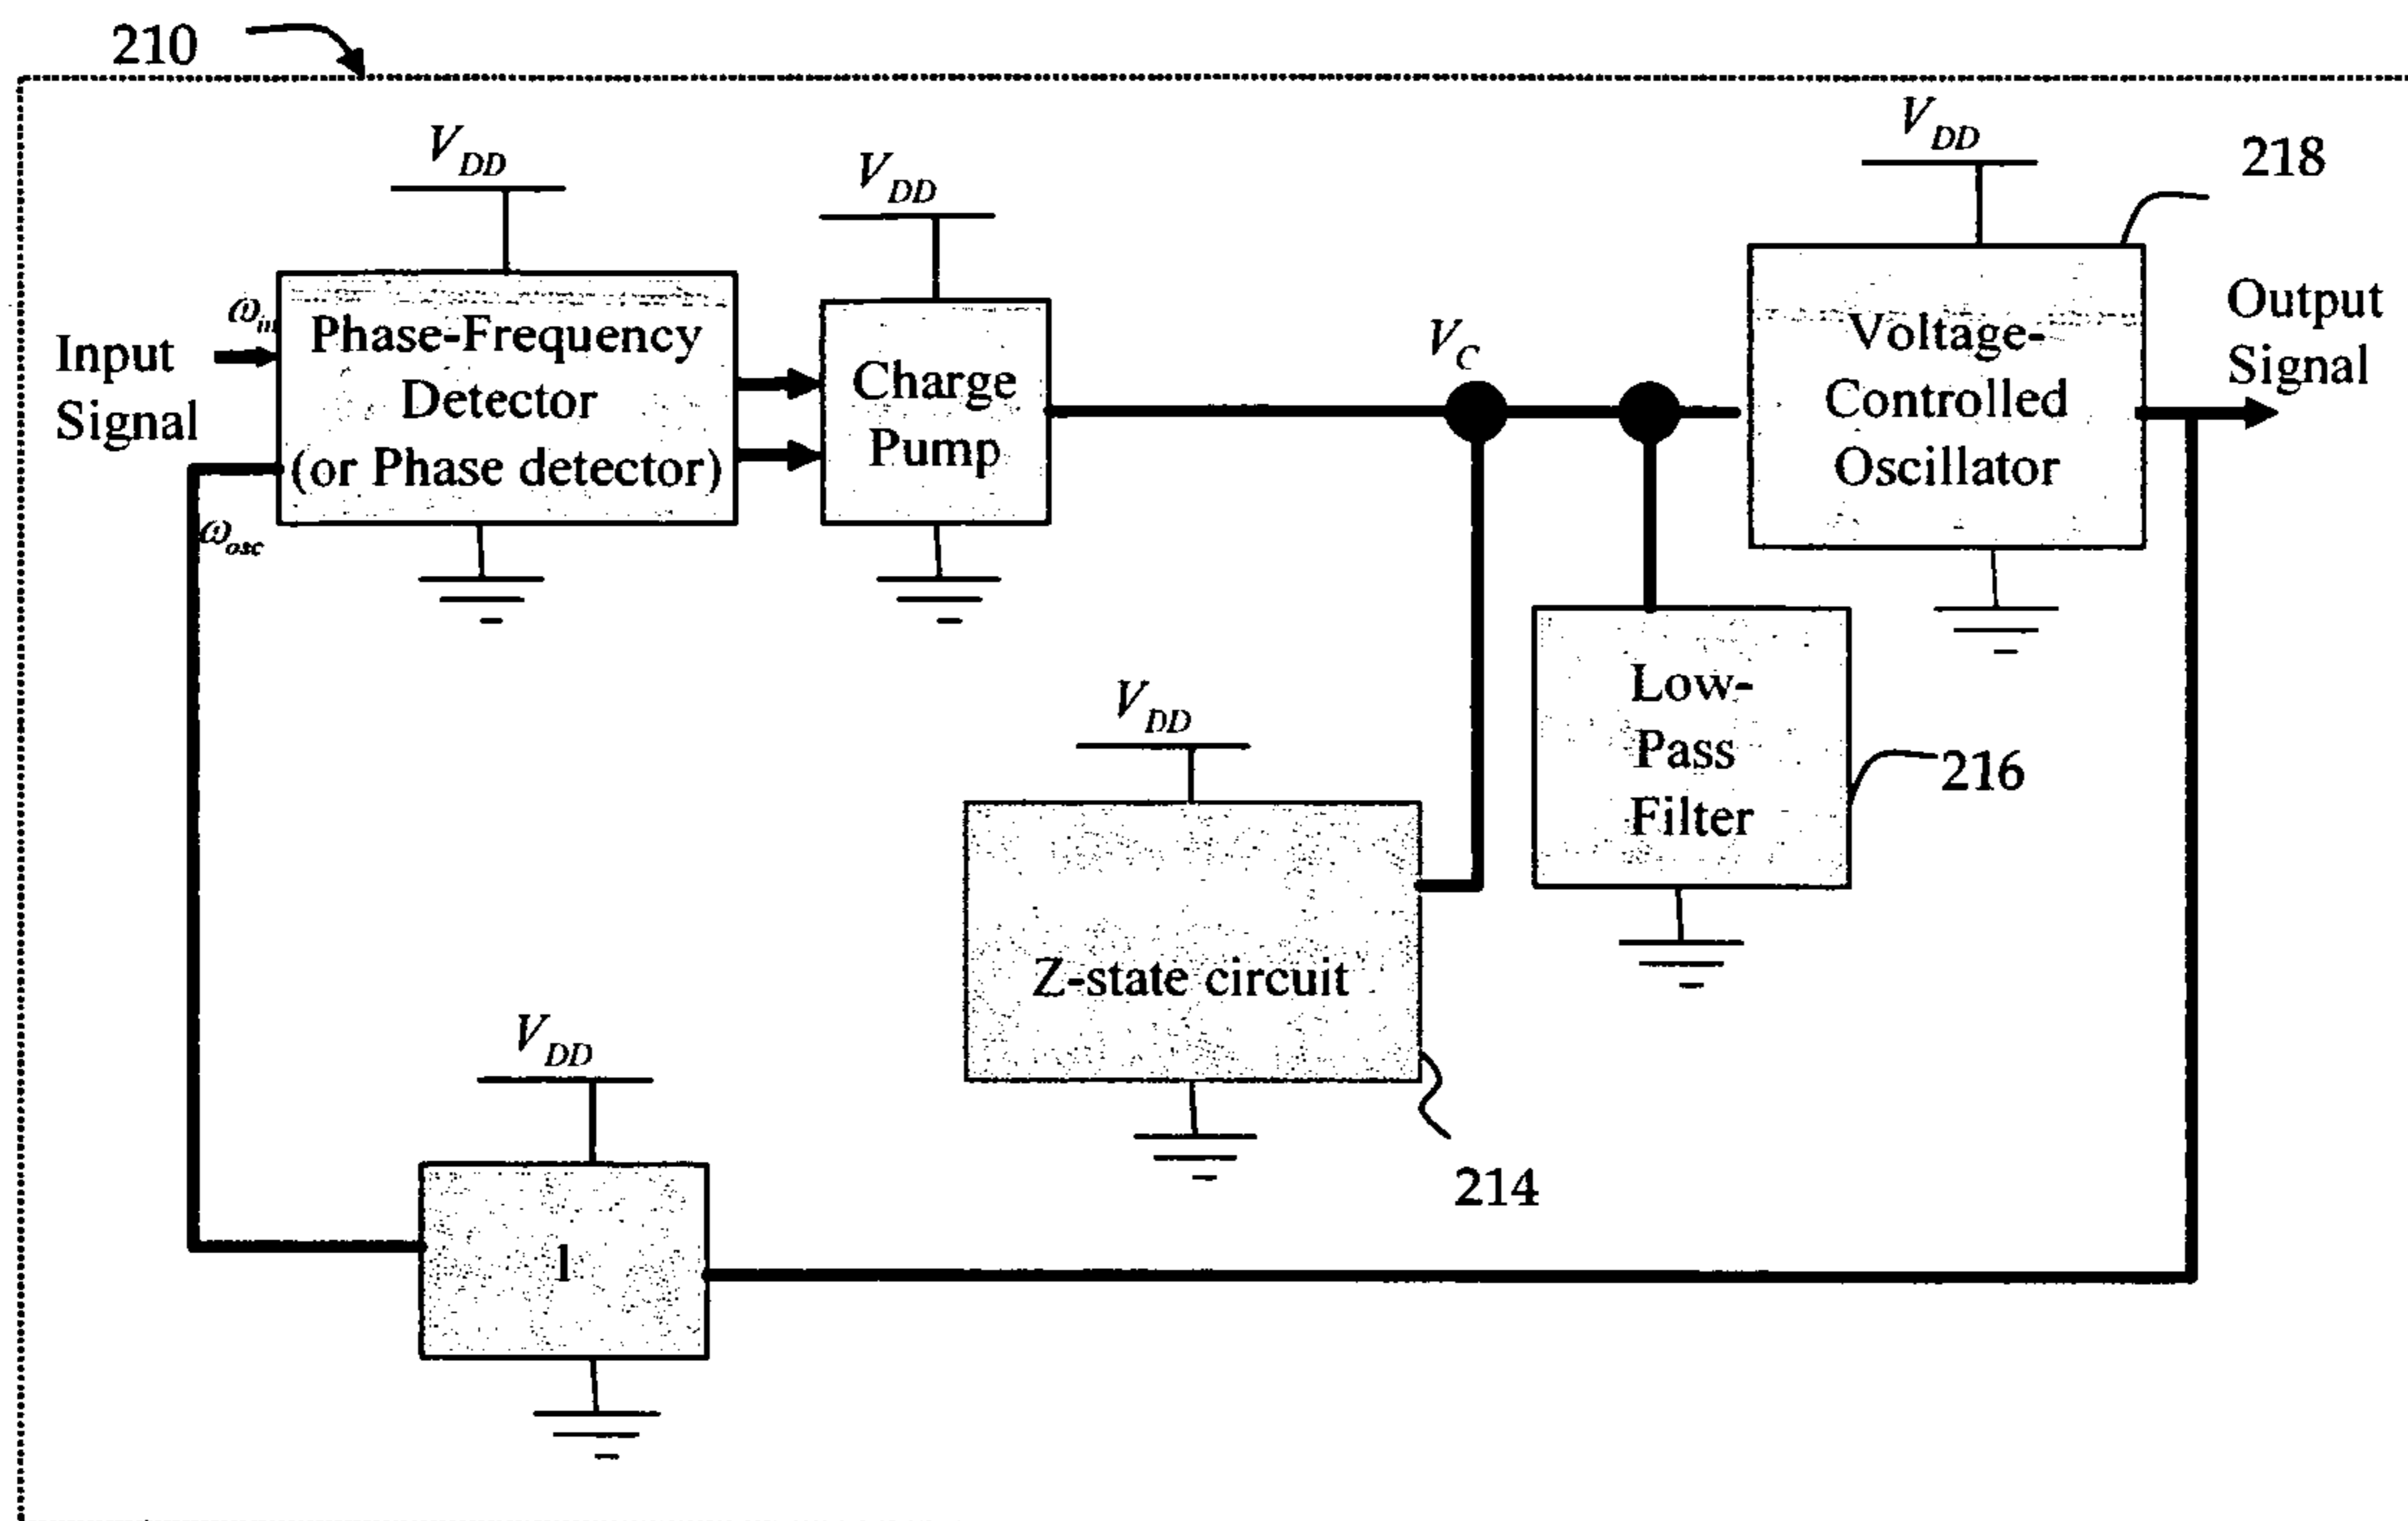 210
V_DD
V_DD
V_DD
218
Input
Signal
ω_in
Phase-Frequency
Detector
(or Phase detector)
ω_osc
Charge
Pump
V_C
Voltage-
Controlled
Oscillator
Output
Signal
Low-
Pass
Filter
216
V_DD
Z-state circuit
214
V_DD
1